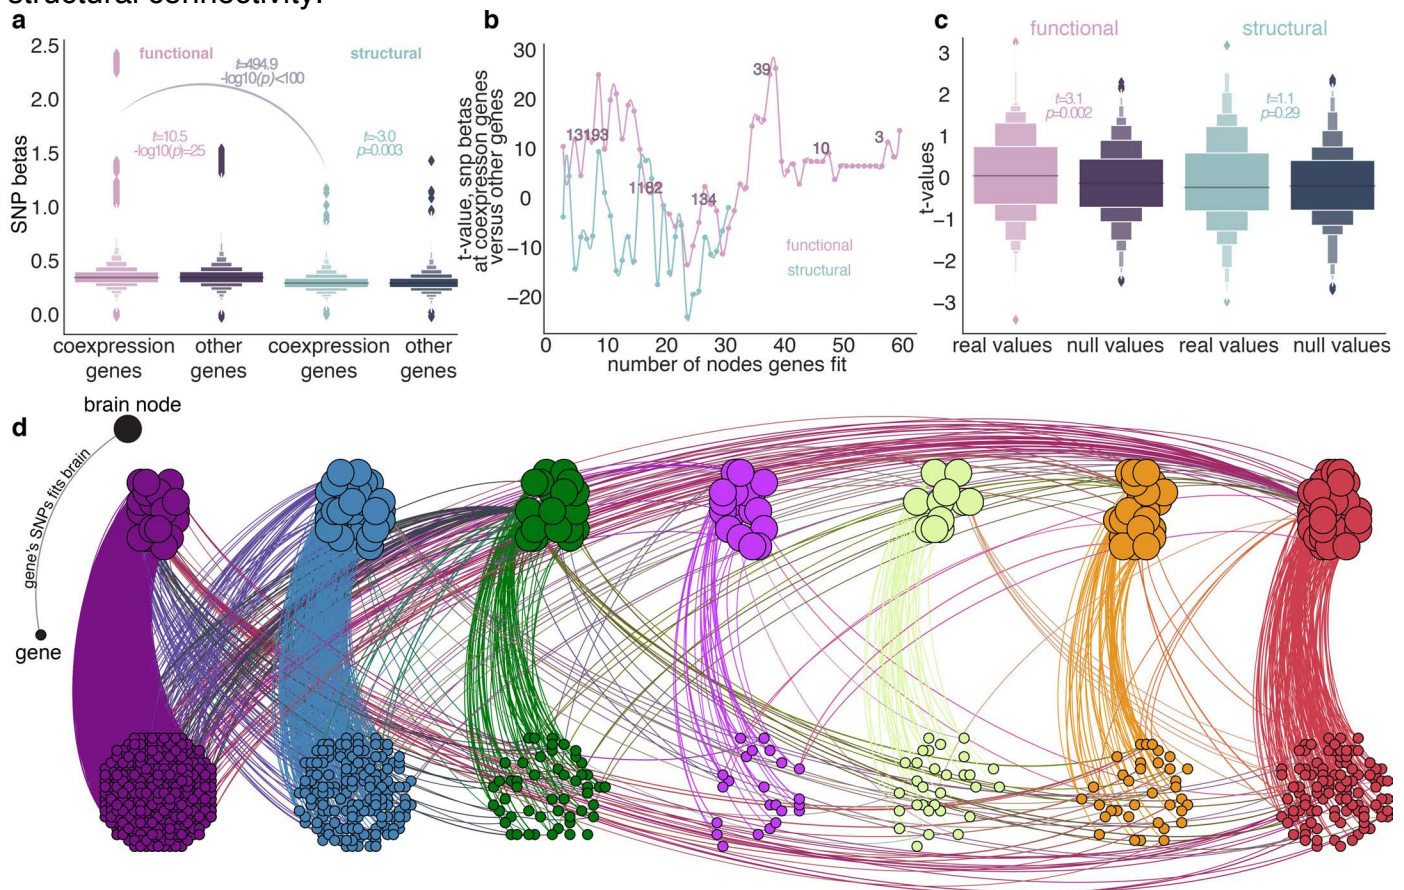 structural connectivity.
a
SNP betas
2.5
2.0
1.5
1.0
0.5
0.0
functional
structural
t=494.9
-log10(p)<100
t=10.5
-log10(p)=25
t=-3.0
p=0.003
coexpression genes
other genes
coexpression genes
other genes
b
t-value, snp betas
at coexpression genes
versus other genes
30
20
10
0
−10
−20
13193
1182
134
39
10
3
functional
structural
0 10 20 30 40 50 60
number of nodes genes fit
c
functional
structural
t-values
3
2
1
0
−1
−2
−3
t=3.1
p=0.002
t=1.1
p=0.29
real values
null values
real values
null values
d
brain node
gene's SNPs fits brain
gene